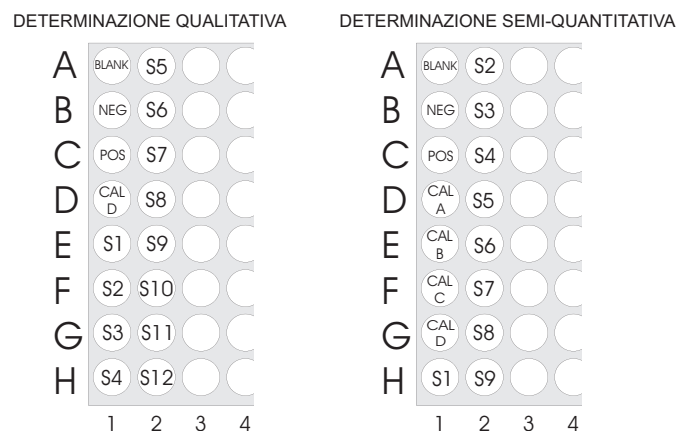 DETERMINAZIONE QUALITATIVA
A BLANK S5
B NEG S6
C POS S7
D CAL D S8
E S1 S9
F S2 S10
G S3 S11
H S4 S12
1 2 3 4
DETERMINAZIONE SEMI-QUANTITATIVA
A BLANK S2
B NEG S3
C POS S4
D CAL A S5
E CAL B S6
F CAL C S7
G CAL D S8
H S1 S9
1 2 3 4